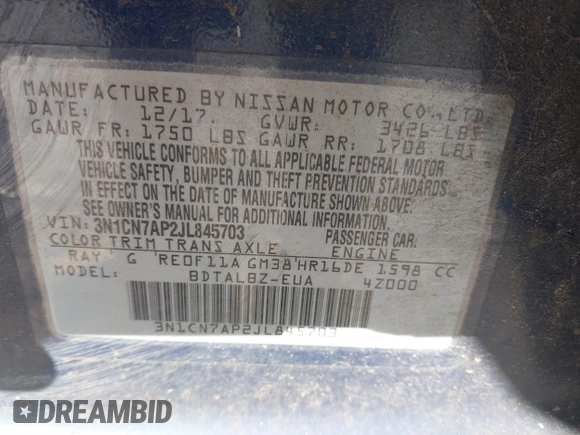 MANUFACTURED BY NISSAN MOTOR CO., LTD.
DATE: 12/17. GVWR: 3426 LBS
GAWR FR: 1750 LBS GAWR RR: 1708 LBS
THIS VEHICLE CONFORMS TO ALL APPLICABLE FEDERAL MOTOR
VEHICLE SAFETY, BUMPER, AND THEFT PREVENTION STANDARDS
IN EFFECT ON THE DATE OF MANUFACTURE SHOWN ABOVE.
SEE OWNER'S MANUAL FOR ADDITIONAL INFORMATION.
VIN: 3N1CN7AP2JL845703 PASSENGER CAR.
COLOR TRIM TRANS AXLE ENGINE
RAY G RE0F11A GM38 HR16DE 1598 CC
MODEL: BDTALBZ-EUA 4Z000
3N1CN7AP2JL845703
DREAMBID